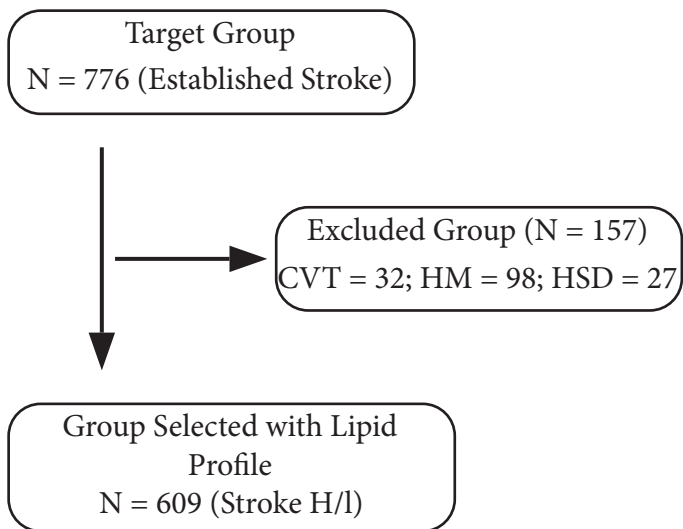 Target Group
N = 776 (Established Stroke)
Excluded Group (N = 157)
CVT = 32; HM = 98; HSD = 27
Group Selected with Lipid
Profile
N = 609 (Stroke H/l)